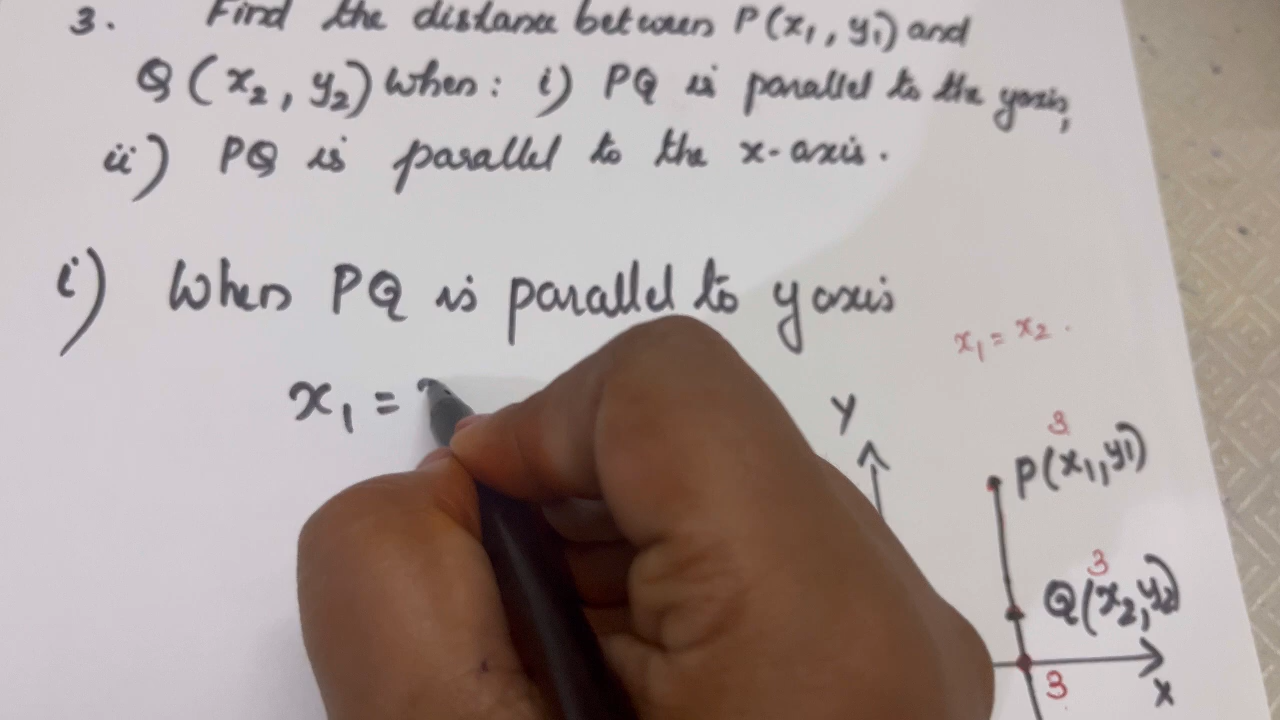 3. Find the distance between P(x₁, y₁) and
Q(x₂, y₂) when: i) PQ is parallel to the yaxis,
ii) PQ is parallel to the x-axis.
i) When PQ is parallel to y axis
x₁ = x₂.
x₁ =
Y
3
P(x₁,y₁)
3
Q(x₂,y₂)
3
X